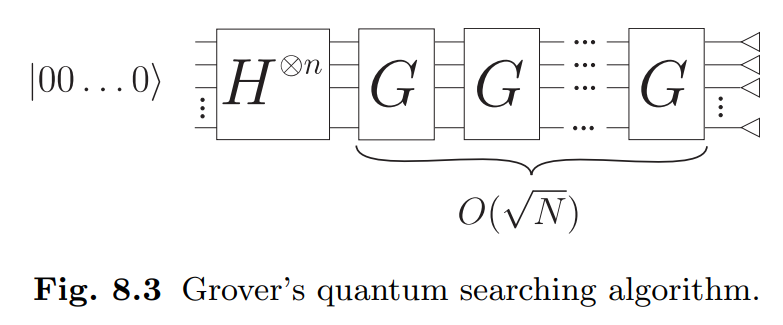 |00 … 0⟩ H⊗n G G ... G
O(√N)
Fig. 8.3 Grover's quantum searching algorithm.